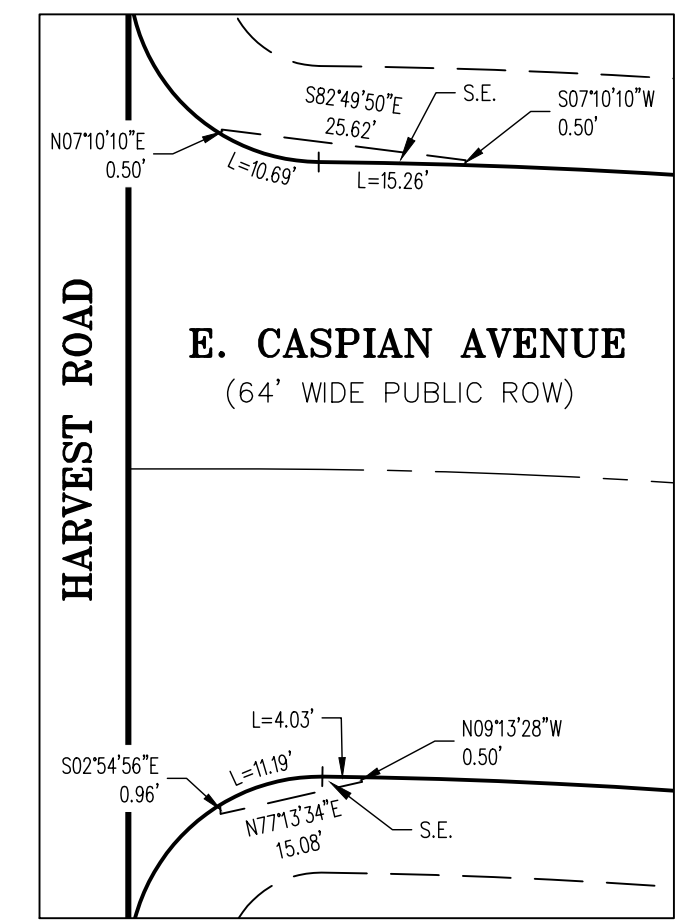 S82°49'50"E
25.62'
S.E.
S07°10'10"W
0.50'
N07°10'10"E
0.50'
L=10.69'
L=15.26'
HARVEST ROAD
E. CASPIAN AVENUE
(64' WIDE PUBLIC ROW)
L=4.03'
N09°13'28"W
0.50'
S02°54'56"E
0.96'
L=11.19'
N77°13'34"E
15.08'
S.E.